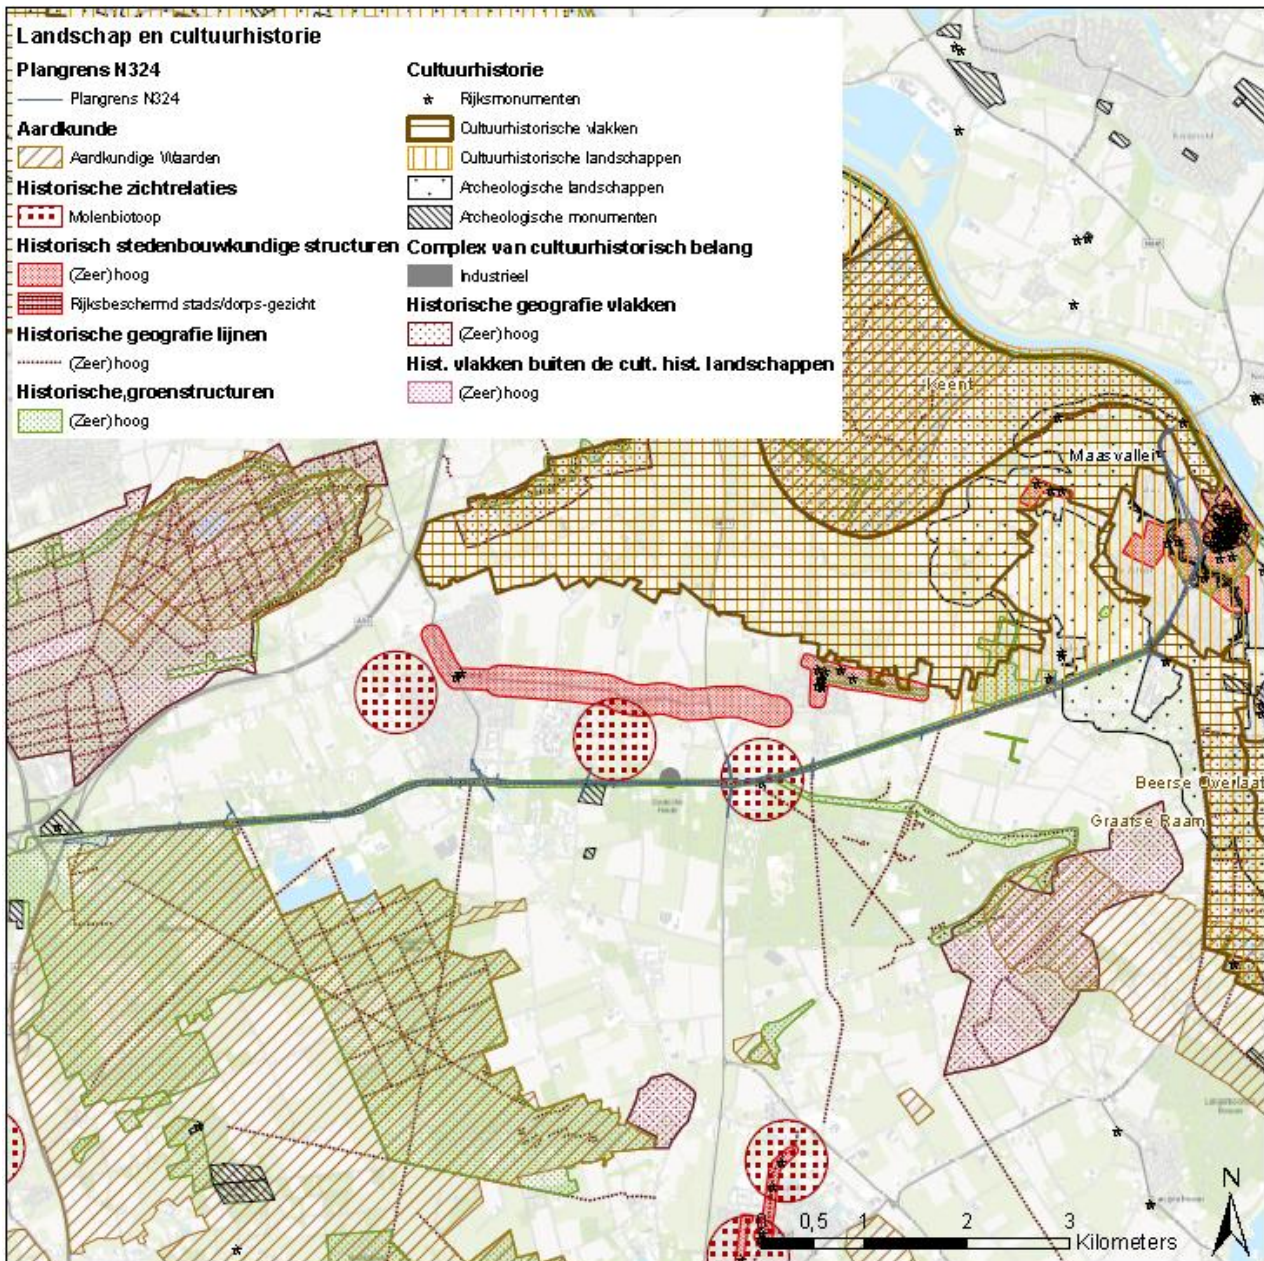 Landschap en cultuurhistorie
Plangrens N324
Plangrens N324
Aardkunde
Aardkundige Waarden
Historische zichtrelaties
Molenbiotoop
Historisch stedenbouwkundige structuren
(Zeer) hoog
Rijksbeschermd stads/dorps-gezicht
Historische geografie lijnen
(Zeer) hoog
Historische,groenstructuren
(Zeer) hoog
Cultuurhistorie
Rijksmonumenten
Cultuurhistorische vlakken
Cultuurhistorische landschappen
Archeologische landschappen
Archeologische monumenten
Complex van cultuurhistorisch belang
Industrieel
Historische geografie vlakken
(Zeer) hoog
Hist. vlakken buiten de cult. hist. landschappen
(Zeer) hoog
Keent
Maasvallei
Beerse Overlaat
Graafse Raam
N
0 0,5 1 2 3
Kilometers